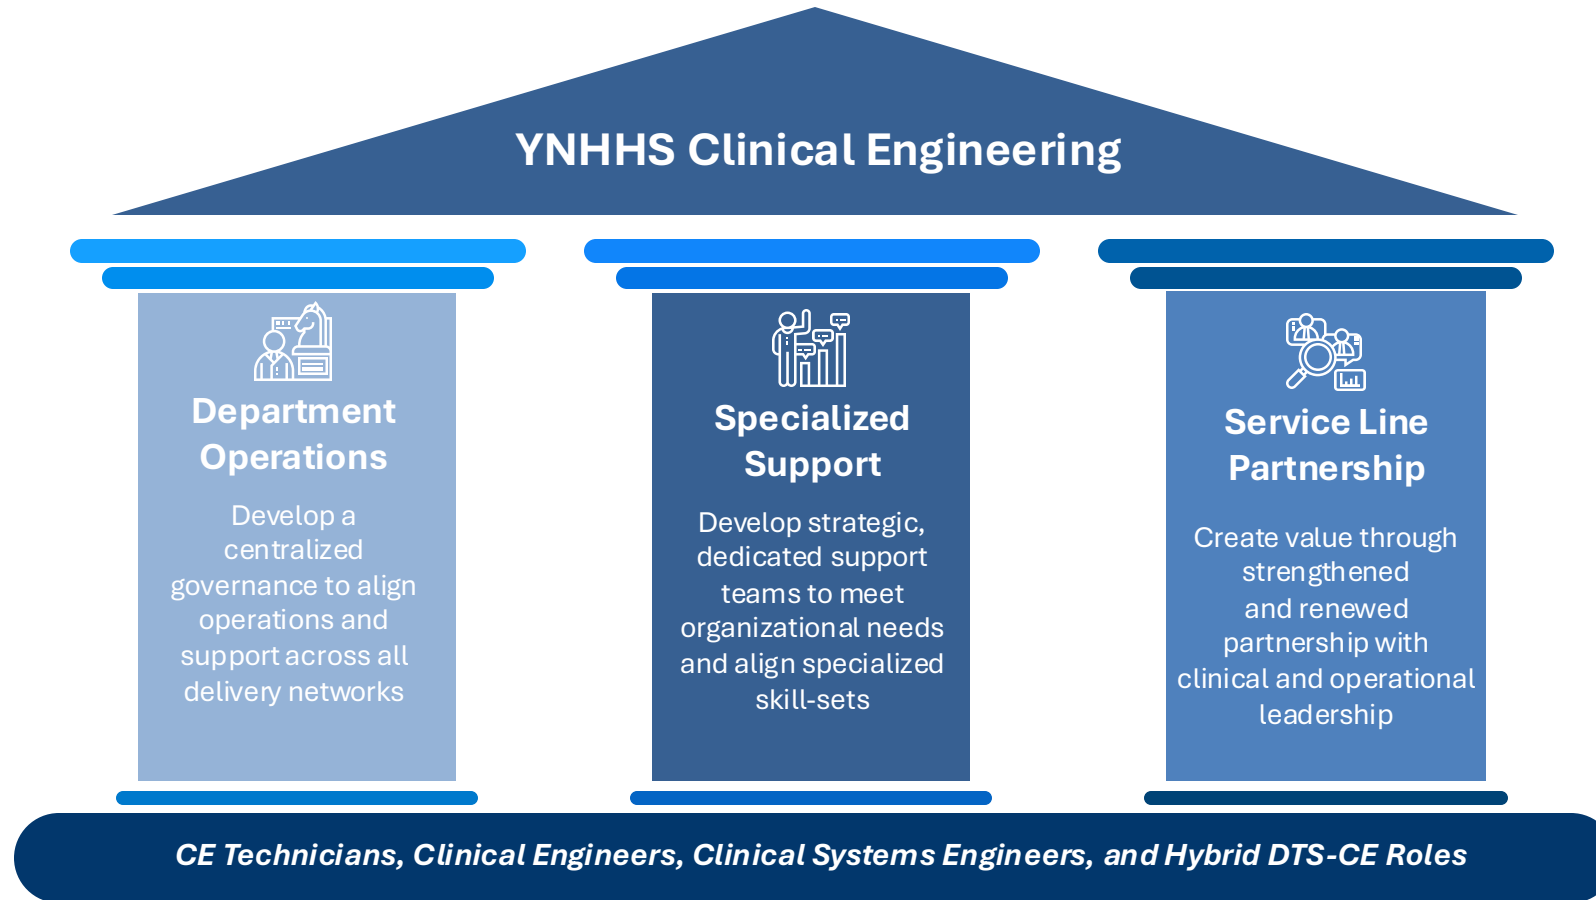 YNHHS Clinical Engineering
Department
Operations
Develop a
centralized
governance to align
operations and
support across all
delivery networks
Specialized
Support
Develop strategic,
dedicated support
teams to meet
organizational needs
and align specialized
skill-sets
Service Line
Partnership
Create value through
strengthened
and renewed
partnership with
clinical and operational
leadership
CE Technicians, Clinical Engineers, Clinical Systems Engineers, and Hybrid DTS-CE Roles